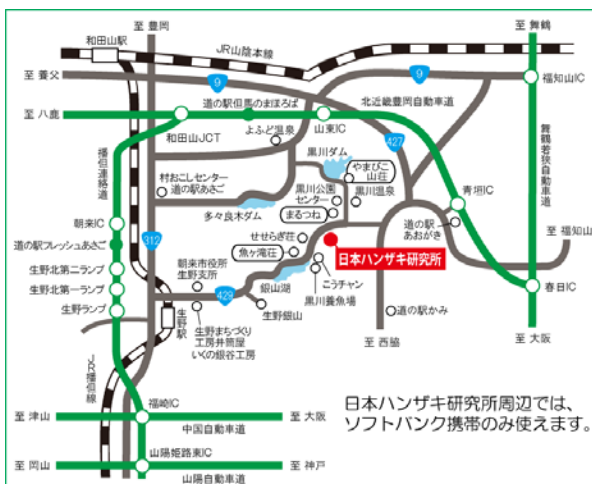 至 豊岡
JR山陰本線
至 舞鶴
和田山駅
至 養父
9
9
福知山IC
北近畿豊岡自動車道
至 八鹿
道の駅但馬のまほろば
和田山JCT
よふど温泉
山東IC
427
舞鶴若狭自動車道
播但連絡道
黒川ダム
やまびこ
山荘
村おこしセンター
道の駅あさご
黒川公園
センター
黒川温泉
青垣IC
多々良木ダム
まるつね
朝来IC
道の駅
あおがき
至 福知山
道の駅フレッシュあさご
312
せせらぎ荘
魚ヶ滝荘
日本ハンザキ研究所
朝来市役所
生野支所
生野北第二ランプ
こうチャン
生野北第一ランプ
銀山湖
黒川養魚場
春日IC
429
生野ランプ
生野駅
生野銀山
道の駅かみ
生野まちづくり
工房井筒屋
いくの銀谷工房
至 西脇
至 大阪
JR播但線
福崎IC
至 津山
至 大阪
中国自動車道
日本ハンザキ研究所周辺では、
ソフトバンク携帯のみ使えます。
山陽姫路東IC
至 岡山
至 神戸
山陽自動車道